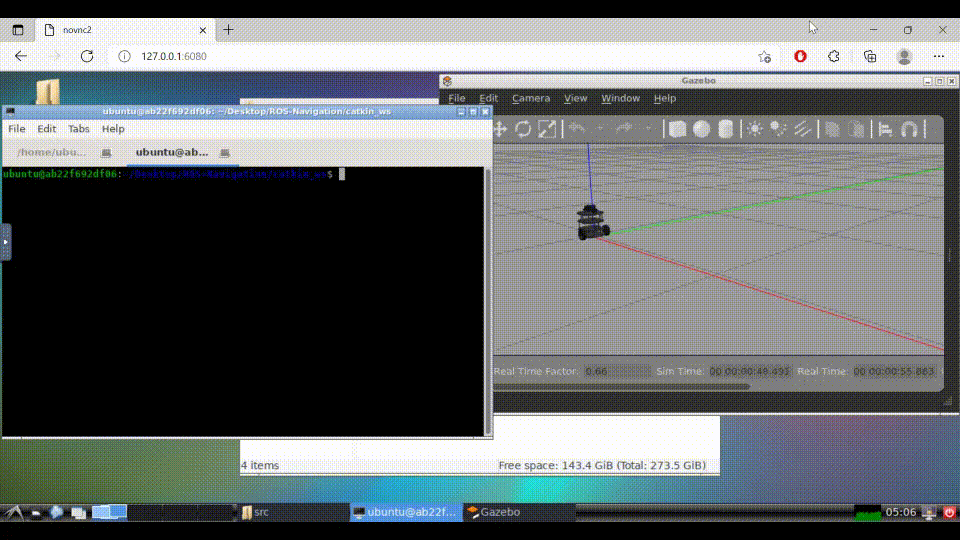 novnc2
127.0.0.1:6080
Gazebo
File Edit Camera View Window Help
ubuntu@ab22f692df06: ~/Desktop/ROS-Navigation/catkin_ws
File Edit Tabs Help
/home/ubu... ubuntu@ab...
ubuntu@ab22f692df06:~/Desktop/ROS-Navigation/catkin_ws$
Real Time Factor: 0.66 Sim Time: 00 00:00:48.491 Real Time: 00 00:00:55.863
4 items Free space: 143.4 GiB (Total: 273.5 GiB)
src ubuntu@ab22f... Gazebo 05:06